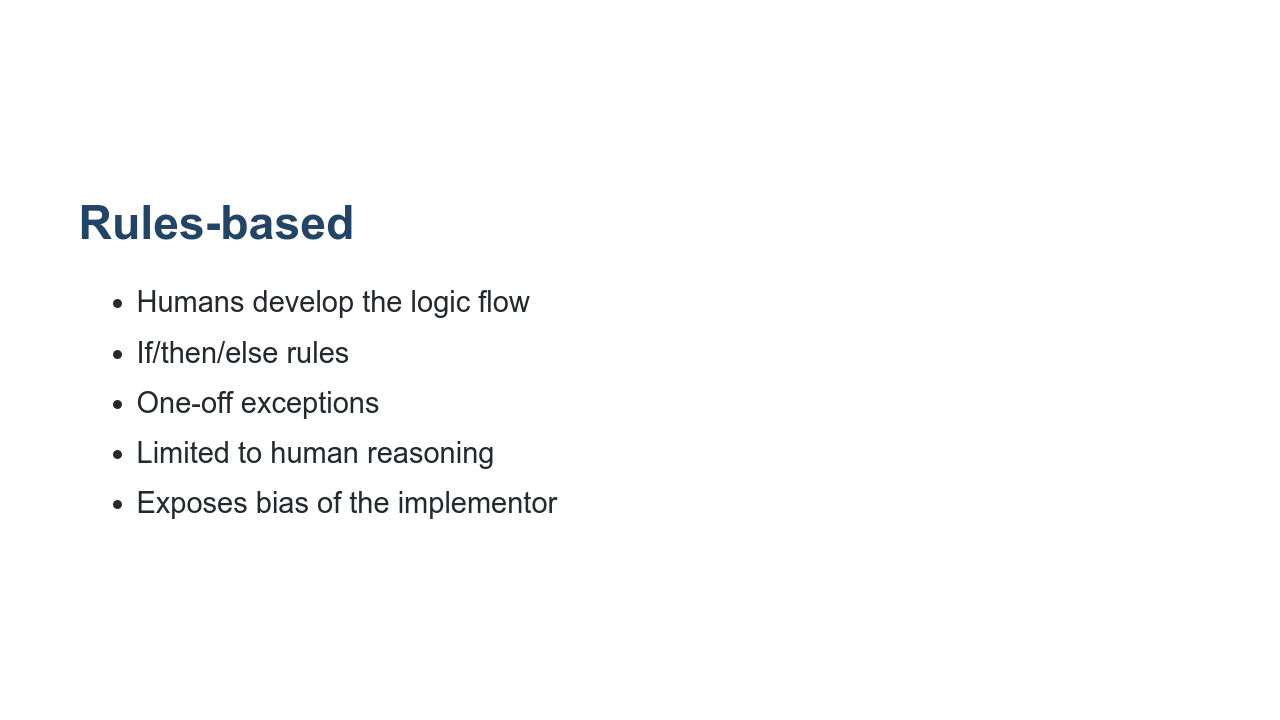 Rules-based
Humans develop the logic flow
If/then/else rules
One-off exceptions
Limited to human reasoning
Exposes bias of the implementor